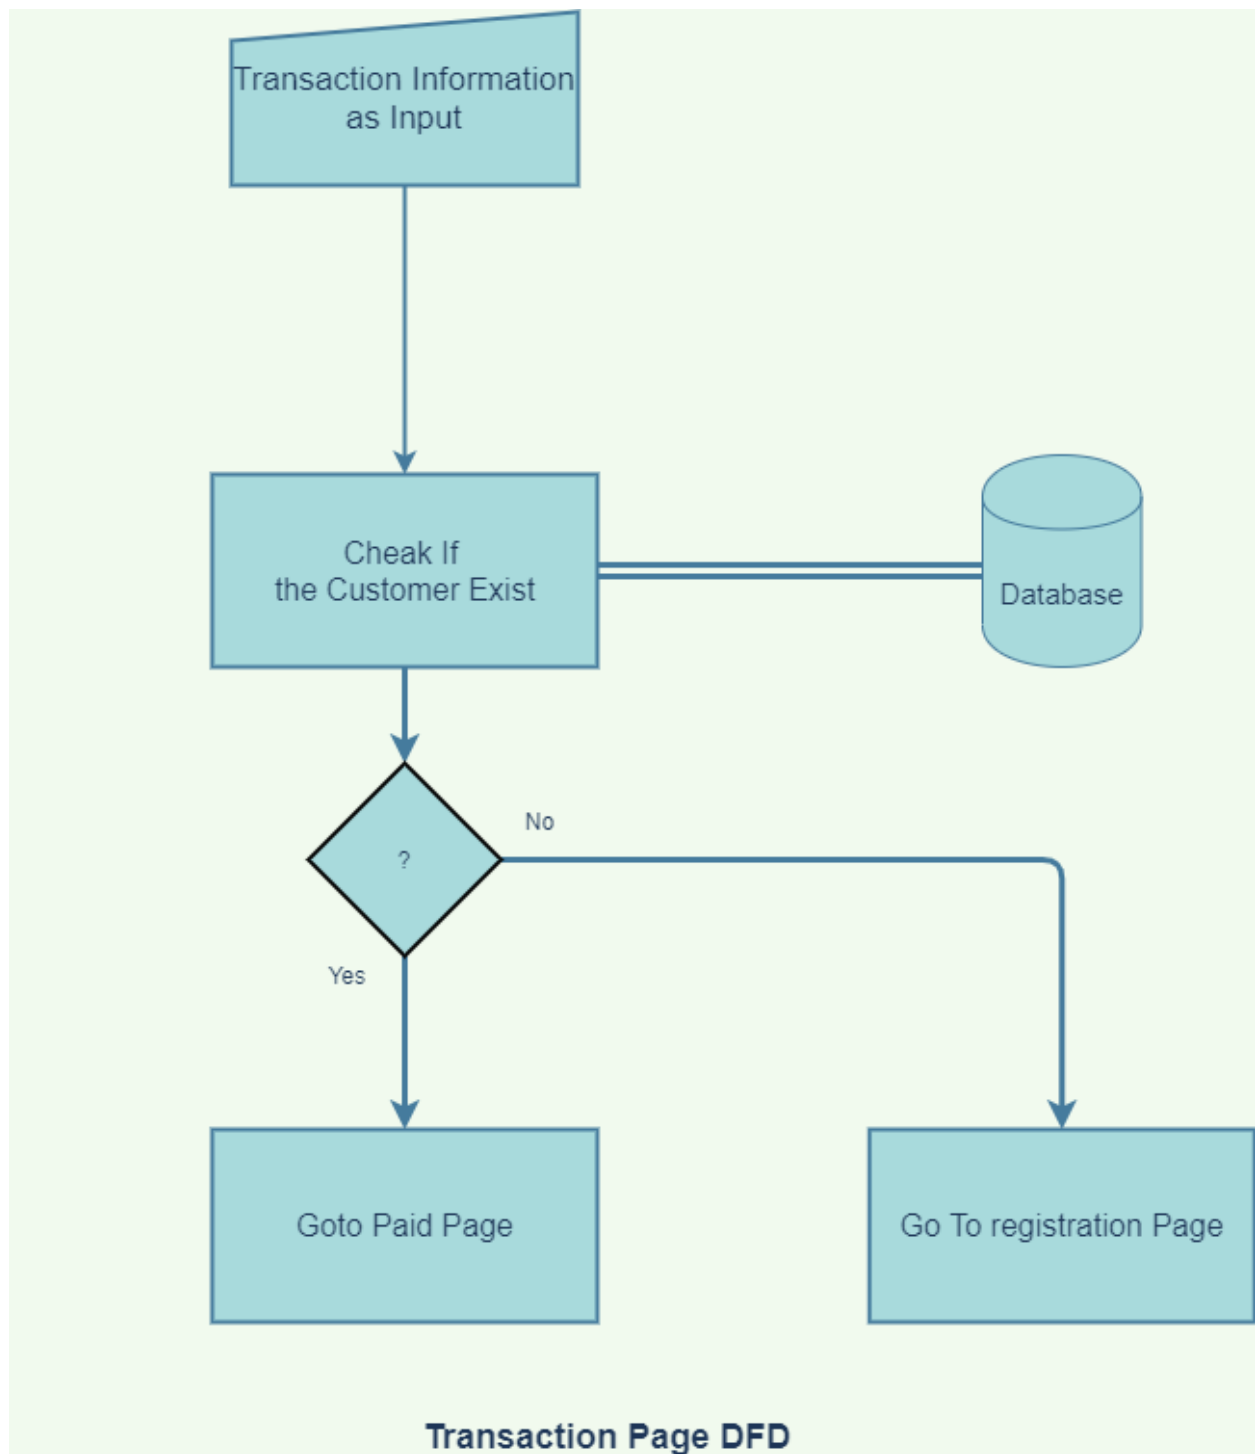 Transaction Information
as Input
Cheak If
the Customer Exist
Database
?
No
Yes
Goto Paid Page
Go To registration Page
Transaction Page DFD